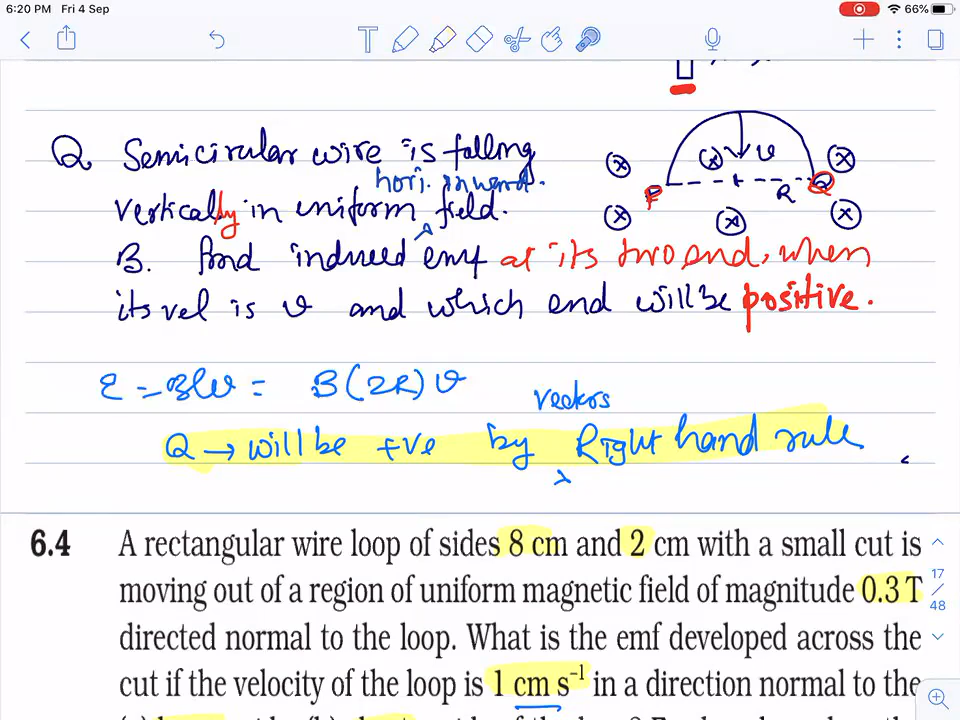 6:20 PM Fri 4 Sep
66%
T
Q. Semicircular wire is falling
hori. inward.
vertically in uniform field.
B. find induced emf at its two end, when
its vel is v and which end will be positive.
v
P
R
Q
ε = Blv = B(2R)v
vectors
Q → will be +ve by Right hand rule
6.4 A rectangular wire loop of sides 8 cm and 2 cm with a small cut is
moving out of a region of uniform magnetic field of magnitude 0.3 T
directed normal to the loop. What is the emf developed across the
cut if the velocity of the loop is 1 cm s⁻¹ in a direction normal to the
17
/
48